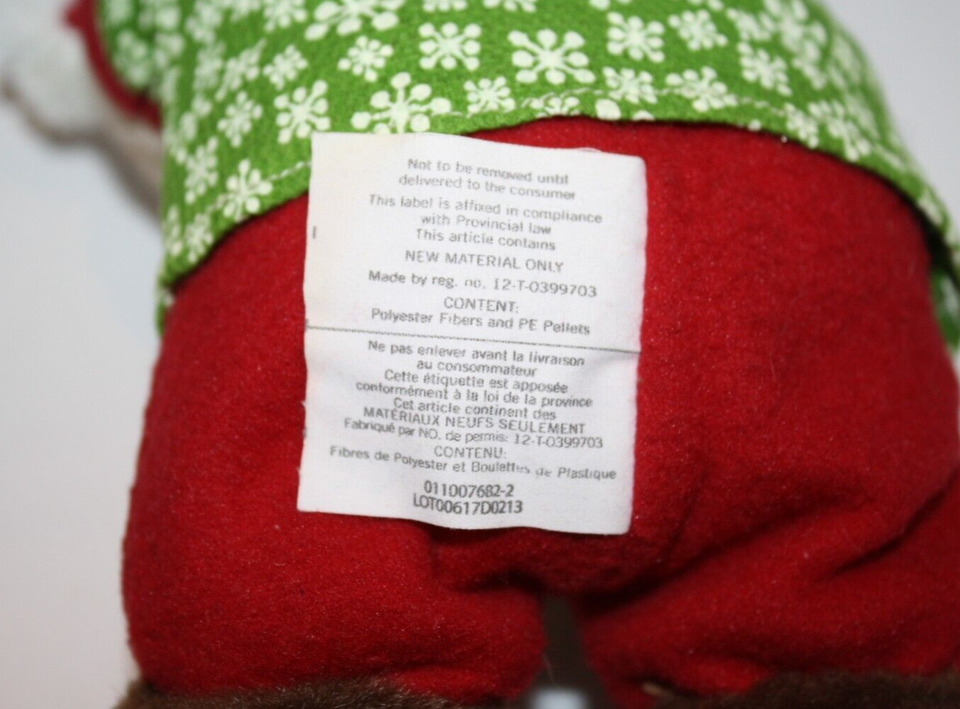 Not to be removed until
delivered to the consumer
This label is affixed in compliance
with Provincial law
This article contains
NEW MATERIAL ONLY
Made by reg. no. 12-T-0399703
CONTENT:
Polyester Fibers and PE Pellets
Ne pas enlever avant la livraison
au consommateur
Cette étiquette est apposée
conformément à la loi de la province
Cet article continent des
MATÉRIAUX NEUFS SEULEMENT
Fabriqué par NO. de permis: 12-T-0399703
CONTENU:
Fibres de Polyester et Boulettes de Plastique
011007682-2
LOT00617D0213